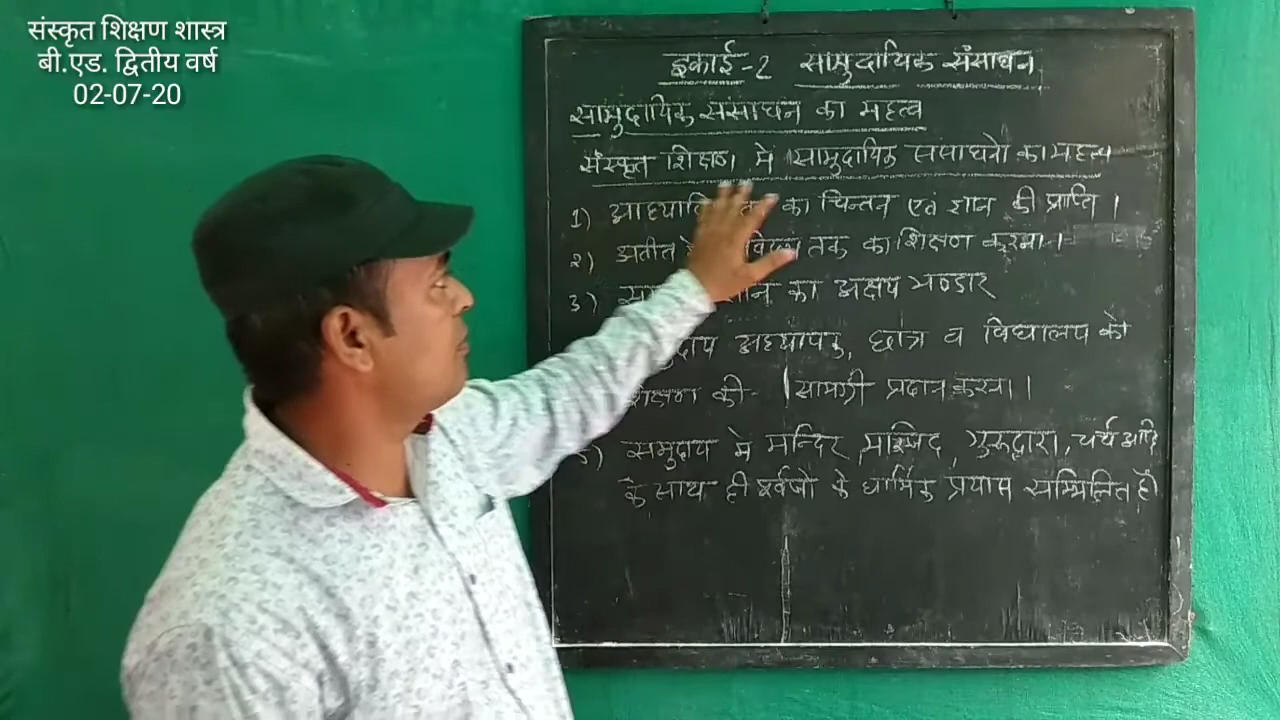 संस्कृत शिक्षण शास्त्र
बी.एड. द्वितीय वर्ष
02-07-20
इकाई-2 सामुदायिक संसाधन
सामुदायिक संसाधन का महत्व
संस्कृत शिक्षण मे सामुदायिक संसाधनो का महत्व
1) का चिन्तन एवं ज्ञान की प्राप्ति ।
2) अतीत तक का शिक्षण करना ।
3) का अक्षय भण्डार
अध्यापक, छात्र व विद्यालय को
शिक्षण की सामग्री प्रदान करना ।
समुदाय मे मन्दिर, मस्जिद, गुरुद्वारा, चर्च आदि
के साथ ही पूर्वजो के धार्मिक प्रयास सम्मिलित है।